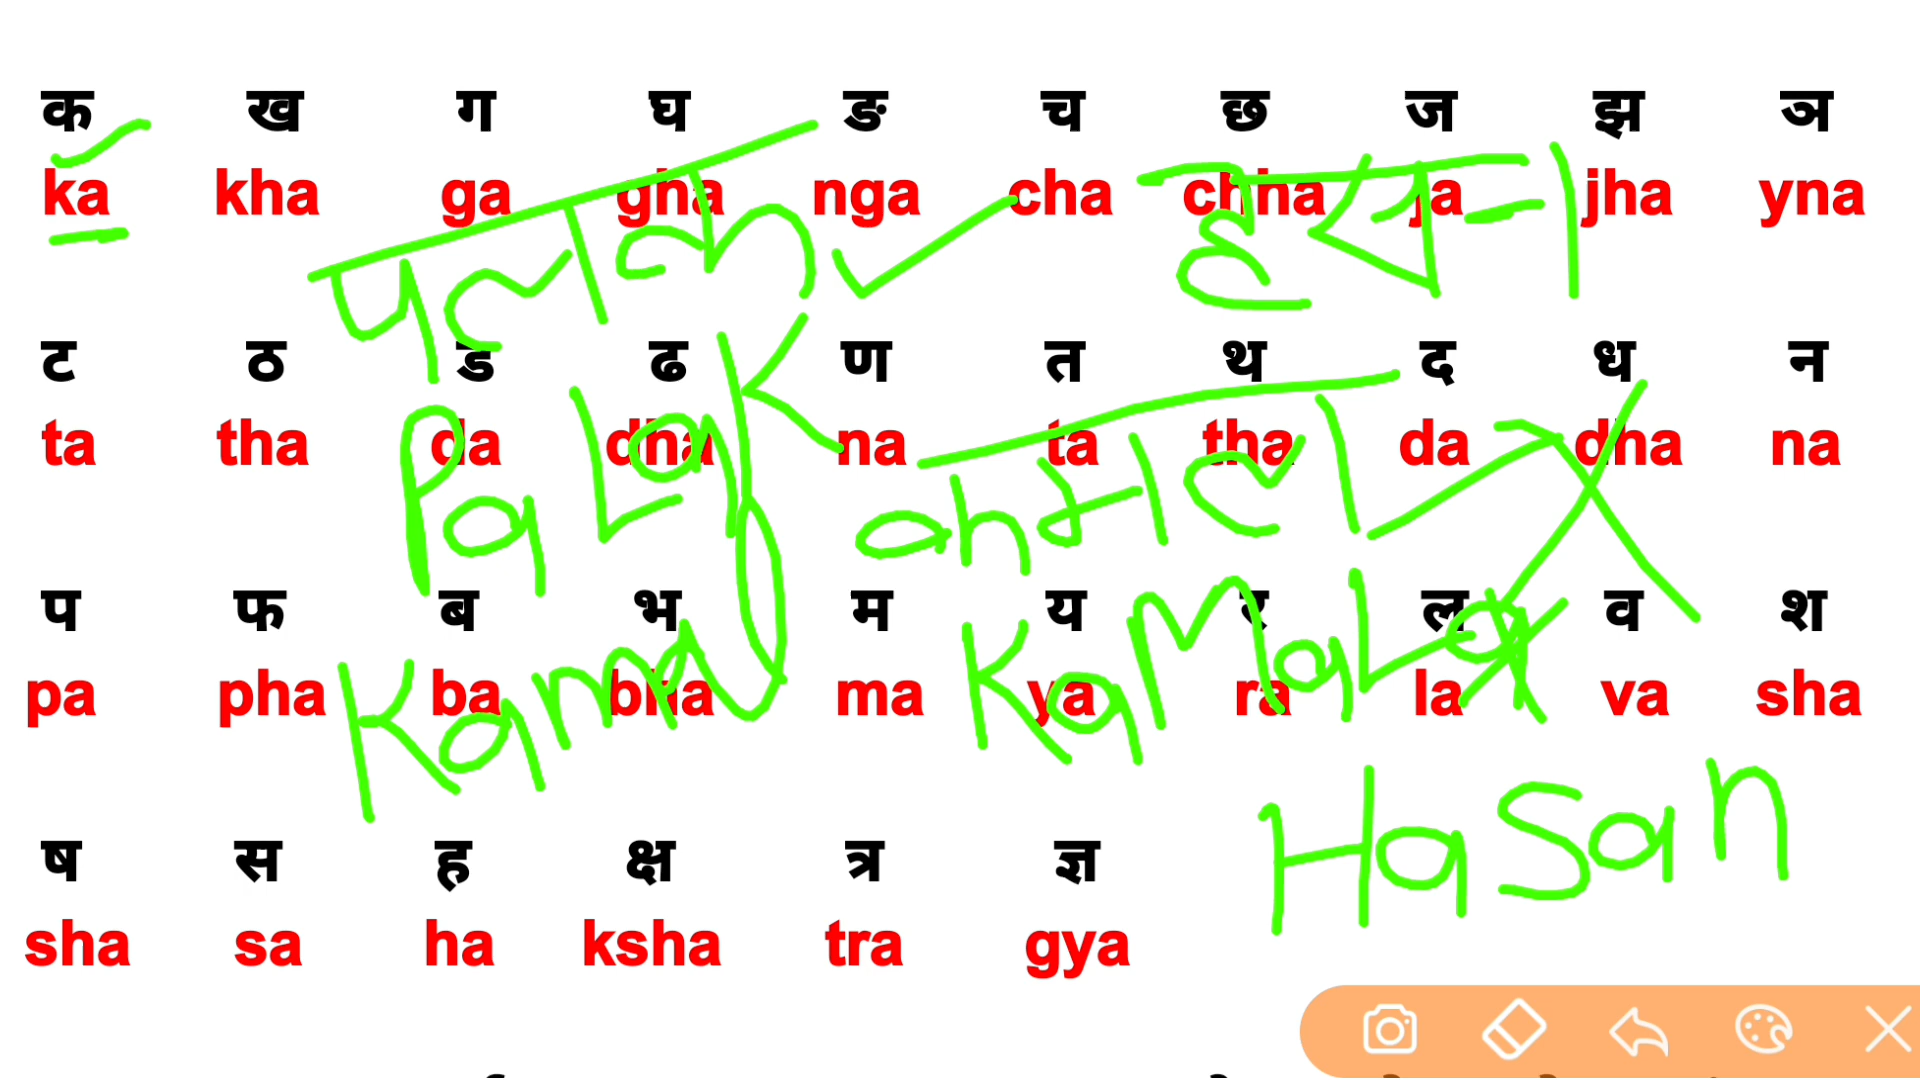 क ख ग घ ङ च छ ज झ ञ
ka kha ga gha nga cha chha ja jha yna
पलक
ट ठ ड ढ ण त थ द ध न
ta tha da dha na ta tha da dha na
PaLaK
कमल
प फ ब भ म य र ल व श
pa pha ba bha ma ya ra la va sha
Kamal KaMaLa
HaSan
ष स ह क्ष त्र ज्ञ
sha sa ha ksha tra gya